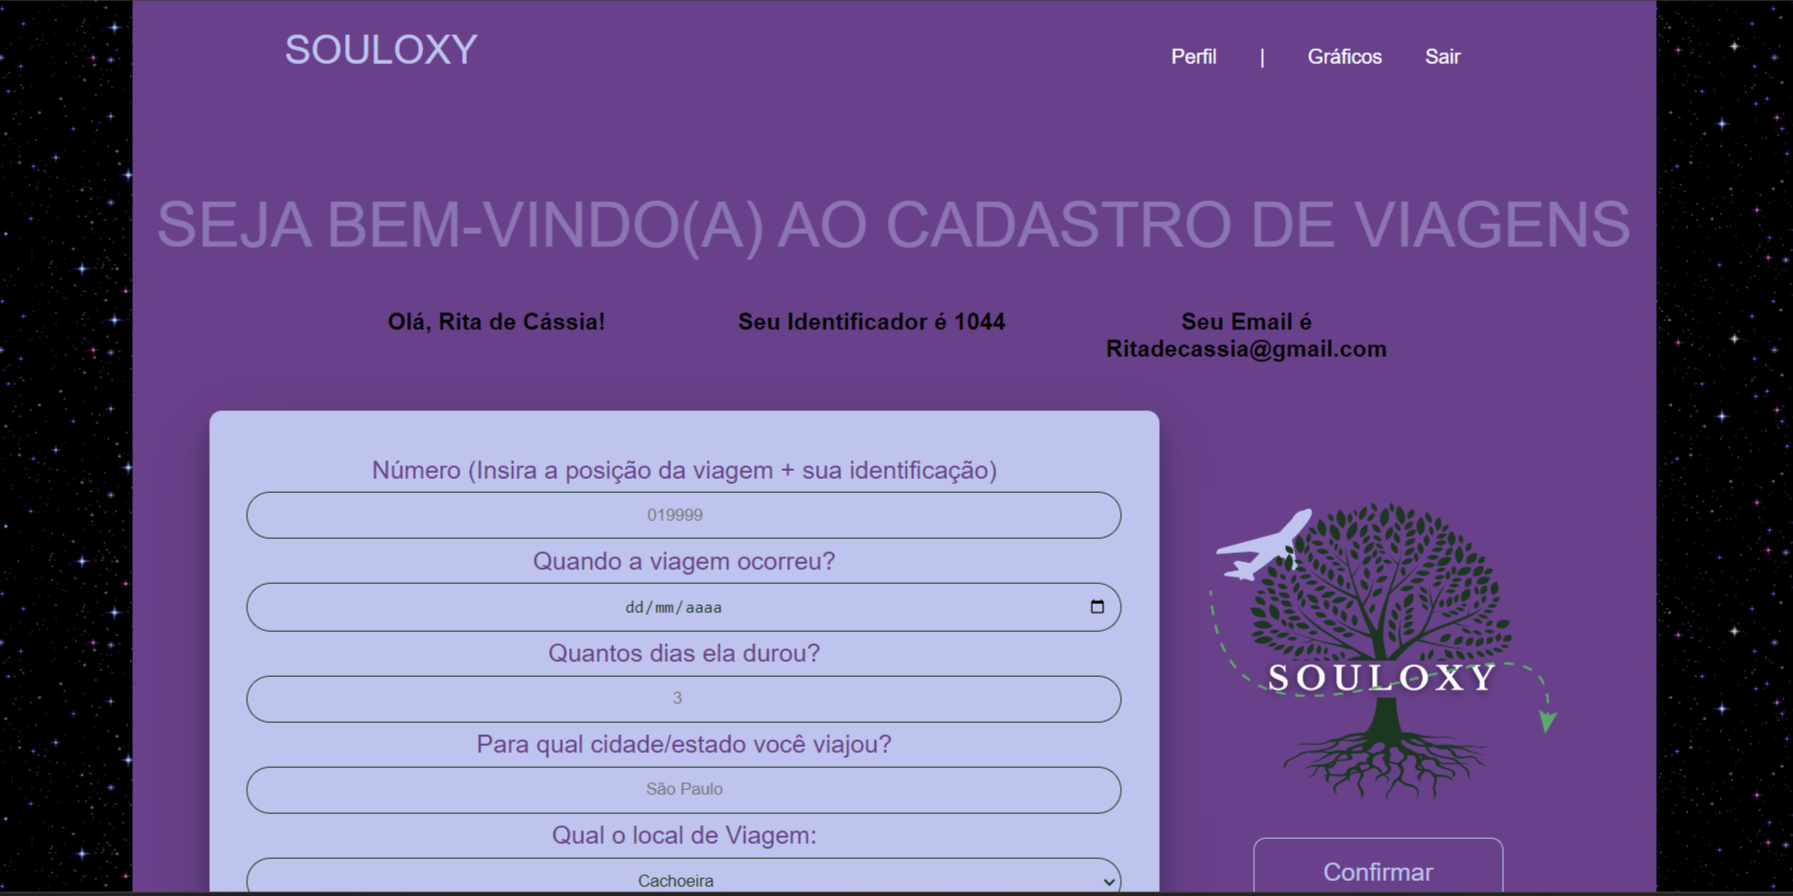 SOULOXY
Perfil | Gráficos Sair
SEJA BEM-VINDO(A) AO CADASTRO DE VIAGENS
Olá, Rita de Cássia!
Seu Identificador é 1044
Seu Email é
Ritadecassia@gmail.com
Número (Insira a posição da viagem + sua identificação)
019999
Quando a viagem ocorreu?
dd/mm/aaaa
Quantos dias ela durou?
3
Para qual cidade/estado você viajou?
São Paulo
Qual o local de Viagem:
Cachoeira
SOULOXY
Confirmar